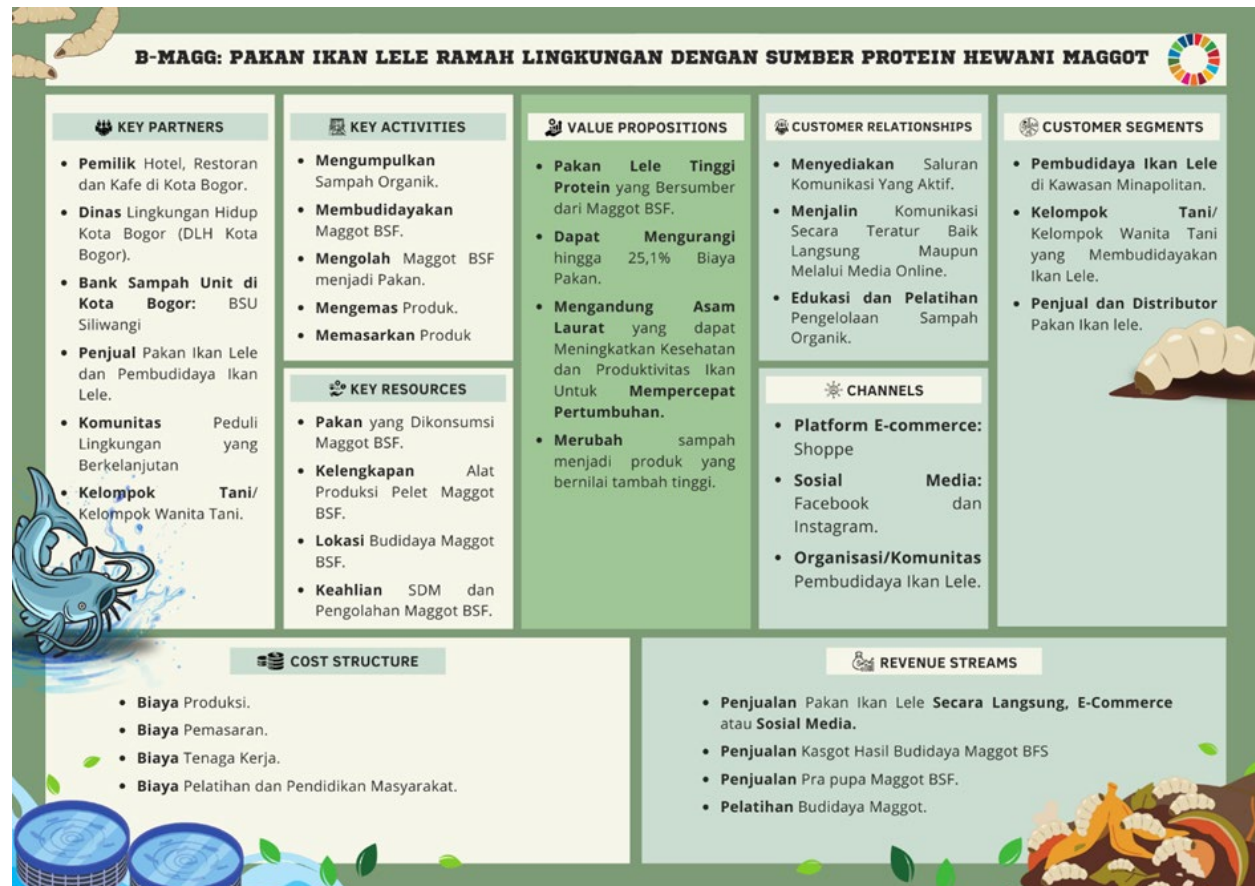 B-MAGG: PAKAN IKAN LELE RAMAH LINGKUNGAN DENGAN SUMBER PROTEIN HEWANI MAGGOT
KEY PARTNERS
• Pemilik Hotel, Restoran
dan Kafe di Kota Bogor.
• Dinas Lingkungan Hidup
Kota Bogor (DLH Kota
Bogor).
• Bank Sampah Unit di
Kota Bogor: BSU
Siliwangi
• Penjual Pakan Ikan Lele
dan Pembudidaya Ikan
Lele.
• Komunitas Peduli
Lingkungan yang
Berkelanjutan
• Kelompok Tani/
Kelompok Wanita Tani.
KEY ACTIVITIES
• Mengumpulkan
Sampah Organik.
• Membudidayakan
Maggot BSF.
• Mengolah Maggot BSF
menjadi Pakan.
• Mengemas Produk.
• Memasarkan Produk
KEY RESOURCES
• Pakan yang Dikonsumsi
Maggot BSF.
• Kelengkapan Alat
Produksi Pelet Maggot
BSF.
• Lokasi Budidaya Maggot
BSF.
• Keahlian SDM dan
Pengolahan Maggot BSF.
VALUE PROPOSITIONS
• Pakan Lele Tinggi
Protein yang Bersumber
dari Maggot BSF.
• Dapat Mengurangi
hingga 25,1% Biaya
Pakan.
• Mengandung Asam
Laurat yang dapat
Meningkatkan Kesehatan
dan Produktivitas Ikan
Untuk Mempercepat
Pertumbuhan.
• Merubah sampah
menjadi produk yang
bernilai tambah tinggi.
CUSTOMER RELATIONSHIPS
• Menyediakan Saluran
Komunikasi Yang Aktif.
• Menjalin Komunikasi
Secara Teratur Baik
Langsung Maupun
Melalui Media Online.
• Edukasi dan Pelatihan
Pengelolaan Sampah
Organik.
CHANNELS
• Platform E-commerce:
Shoppe
• Sosial Media:
Facebook dan
Instagram.
• Organisasi/Komunitas
Pembudidaya Ikan Lele.
CUSTOMER SEGMENTS
• Pembudidaya Ikan Lele
di Kawasan Minapolitan.
• Kelompok Tani/
Kelompok Wanita Tani
yang Membudidayakan
Ikan Lele.
• Penjual dan Distributor
Pakan Ikan lele.
COST STRUCTURE
• Biaya Produksi.
• Biaya Pemasaran.
• Biaya Tenaga Kerja.
• Biaya Pelatihan dan Pendidikan Masyarakat.
REVENUE STREAMS
• Penjualan Pakan Ikan Lele Secara Langsung, E-Commerce
atau Sosial Media.
• Penjualan Kasgot Hasil Budidaya Maggot BFS
• Penjualan Pra pupa Maggot BSF.
• Pelatihan Budidaya Maggot.